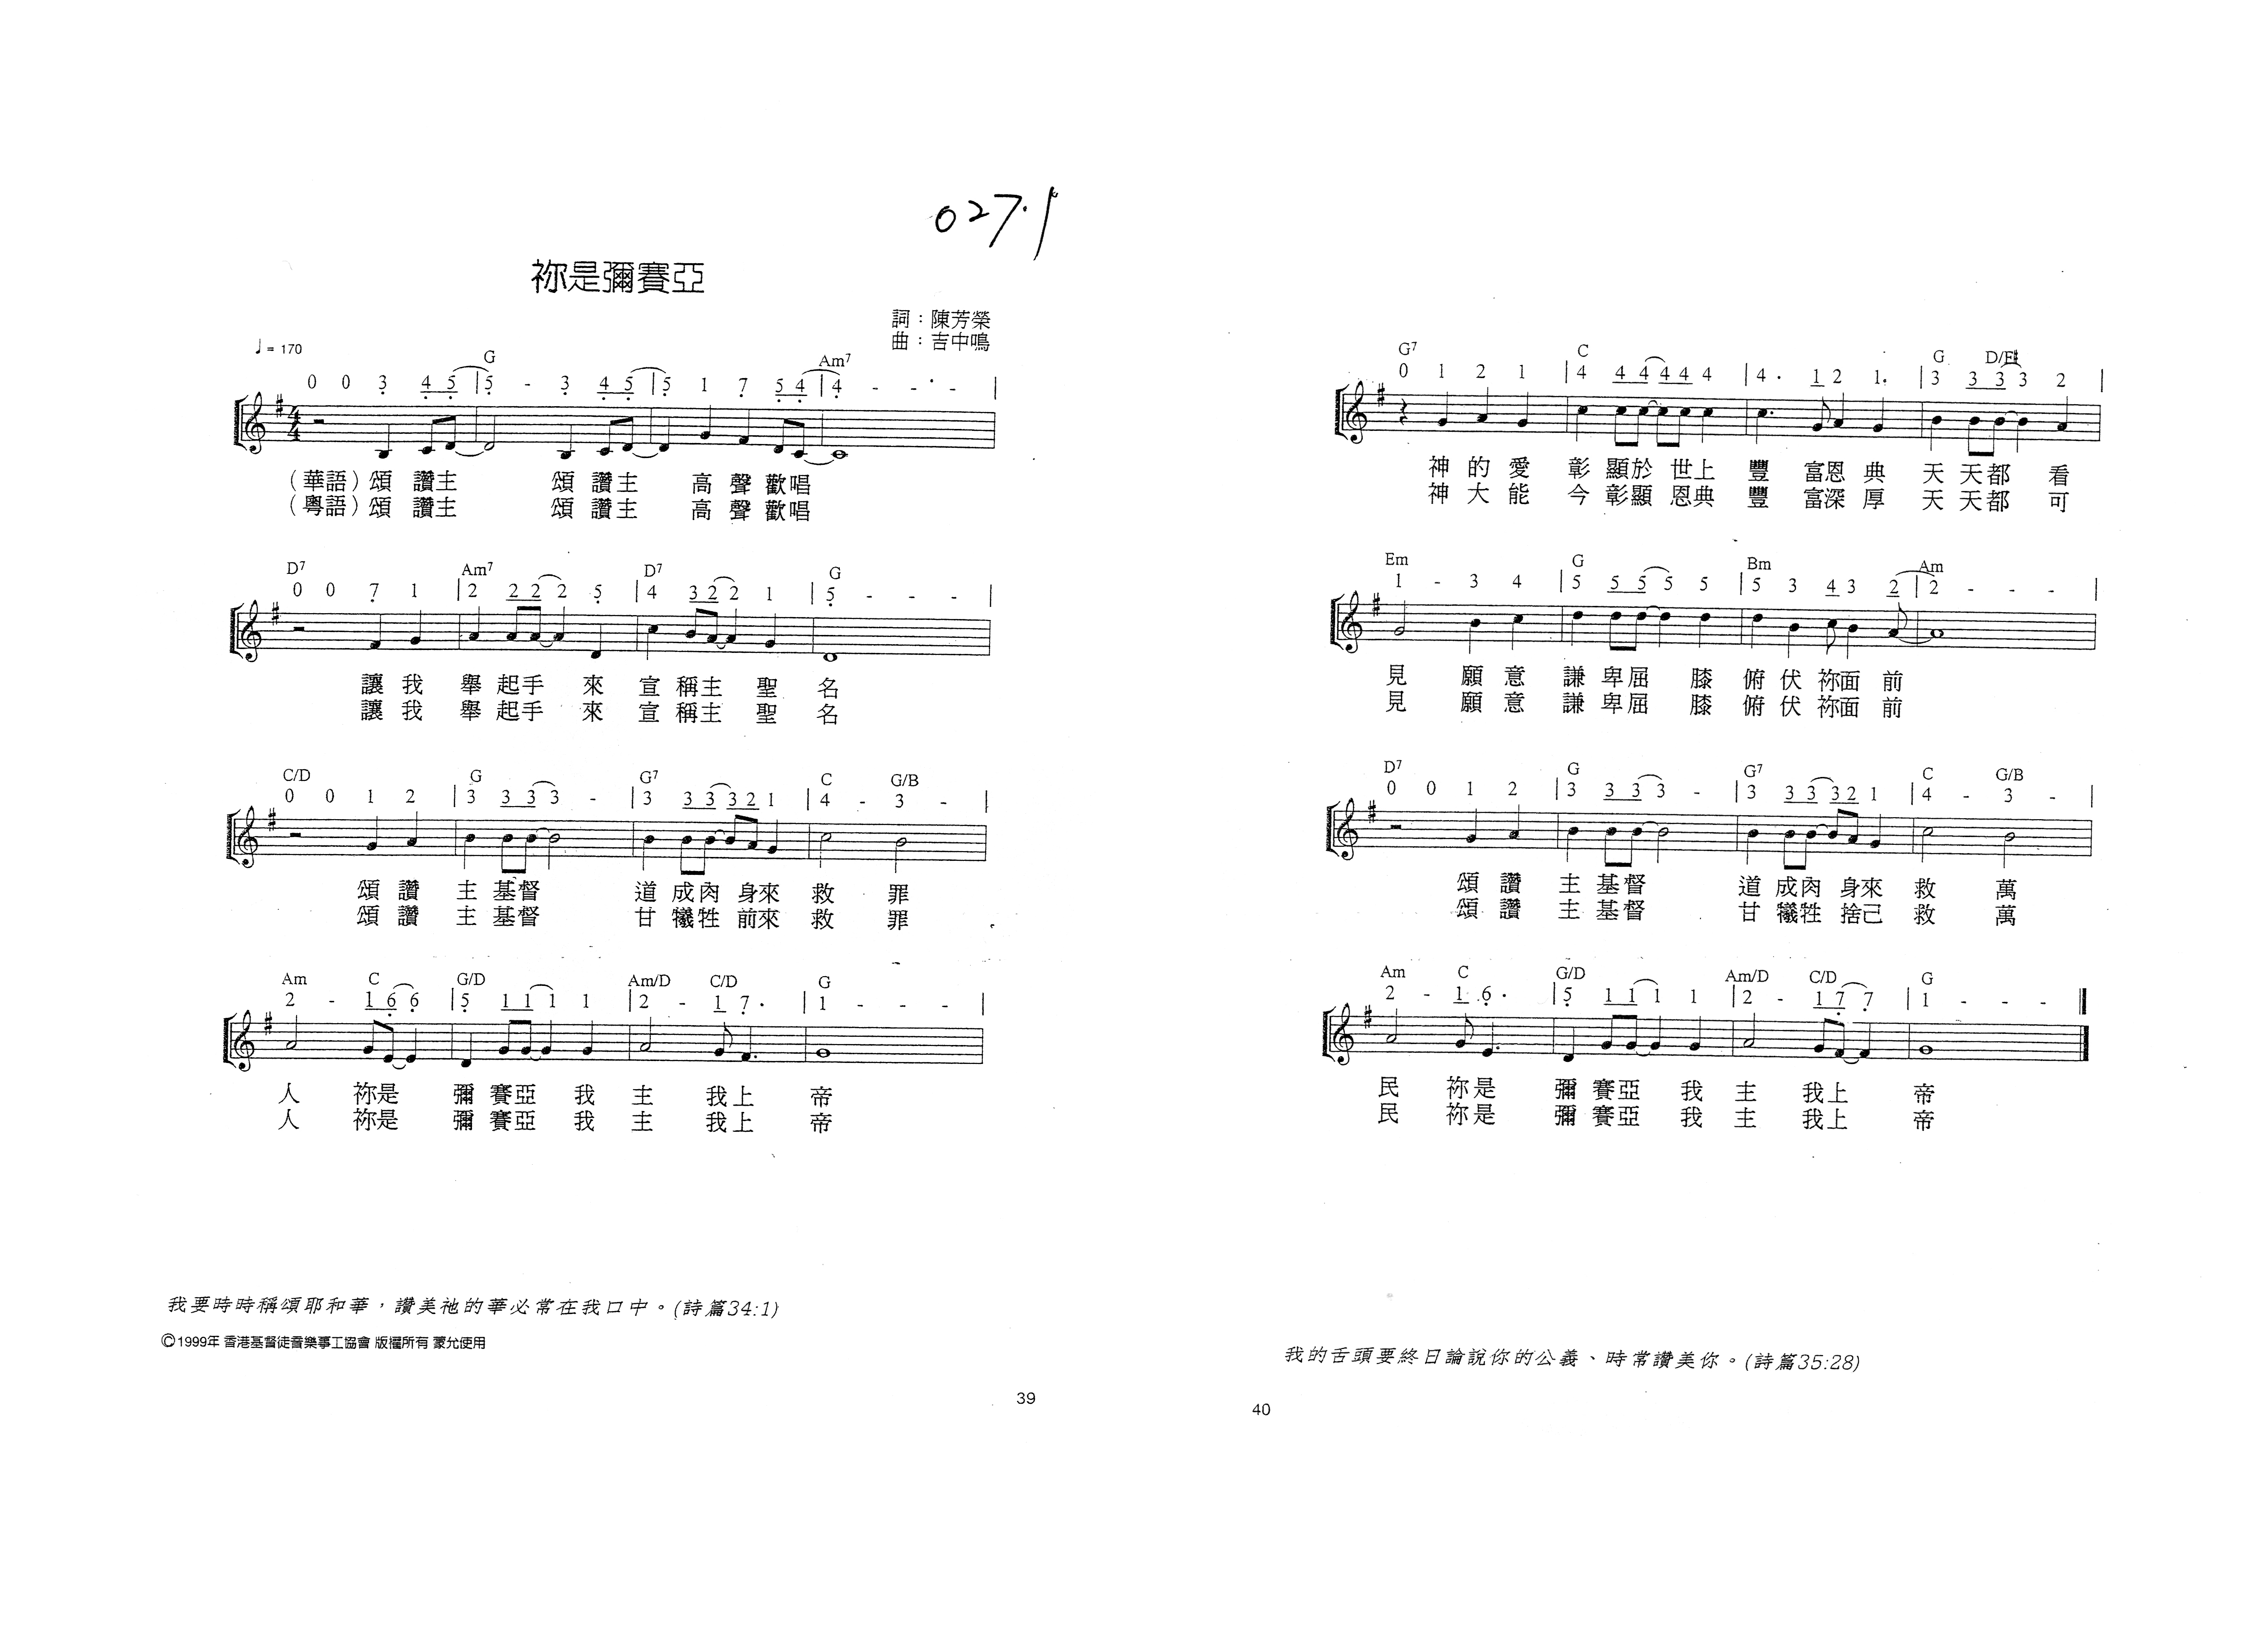 027.1
祢是彌賽亞
詞：陳芳榮
曲：吉中鳴
♩= 170
G Am7
0 0 3 4 5 | 5 - 3 4 5 | 5 1 7 5 4 | 4 - - - |
4 4
（華語）頌 讚主 頌 讚主 高 聲 歡唱
（粵語）頌 讚主 頌 讚主 高 聲 歡唱
D7 Am7 D7 G
0 0 7 1 | 2 2 2 2 5 | 4 3 2 2 1 | 5 - - - |
讓 我 舉 起手 來 宣 稱主 聖 名
讓 我 舉 起手 來 宣 稱主 聖 名
C/D G G7 C G/B
0 0 1 2 | 3 3 3 3 - | 3 3 3 3 2 1 | 4 - 3 - |
頌 讚 主 基督 道 成肉 身來 救 罪
頌 讚 主 基督 甘 犧牲 前來 救 罪
Am C G/D Am/D C/D G
2 - 1 6 6 | 5 1 1 1 1 | 2 - 1 7 . | 1 - - - |
人 祢是 彌 賽亞 我 主 我上 帝
人 祢是 彌 賽亞 我 主 我上 帝
我要時時稱頌耶和華，讚美祂的華必常在我口中。(詩篇34:1)
©1999年 香港基督徒音樂事工協會 版權所有 蒙允使用
39
G7 C G
0 1 2 1 | 4 4 4 4 4 4 | 4 . 1 2 1 . | 3 3 3 3 2 |
神 的 愛 彰 顯於 世上 豐 富恩 典 天 天都 看
神 大 能 今 彰顯 恩典 豐 富深 厚 天 天都 可
Em G Bm Am
1 - 3 4 | 5 5 5 5 5 | 5 3 4 3 2 | 2 - - - |
見 願 意 謙 卑屈 膝 俯 伏 祢面 前
見 願 意 謙 卑屈 膝 俯 伏 祢面 前
D7 G G7 C G/B
0 0 1 2 | 3 3 3 3 - | 3 3 3 3 2 1 | 4 - 3 - |
頌 讚 主 基督 道 成肉 身來 救 萬
頌 讚 主 基督 甘 犧牲 捨己 救 萬
Am C G/D Am/D C/D G
2 - 1 6 . | 5 1 1 1 1 | 2 - 1 7 7 | 1 - - - ‖
民 祢是 彌 賽亞 我 主 我上 帝
民 祢是 彌 賽亞 我 主 我上 帝
我的舌頭要終日論說你的公義、時常讚美你。(詩篇35:28)
40